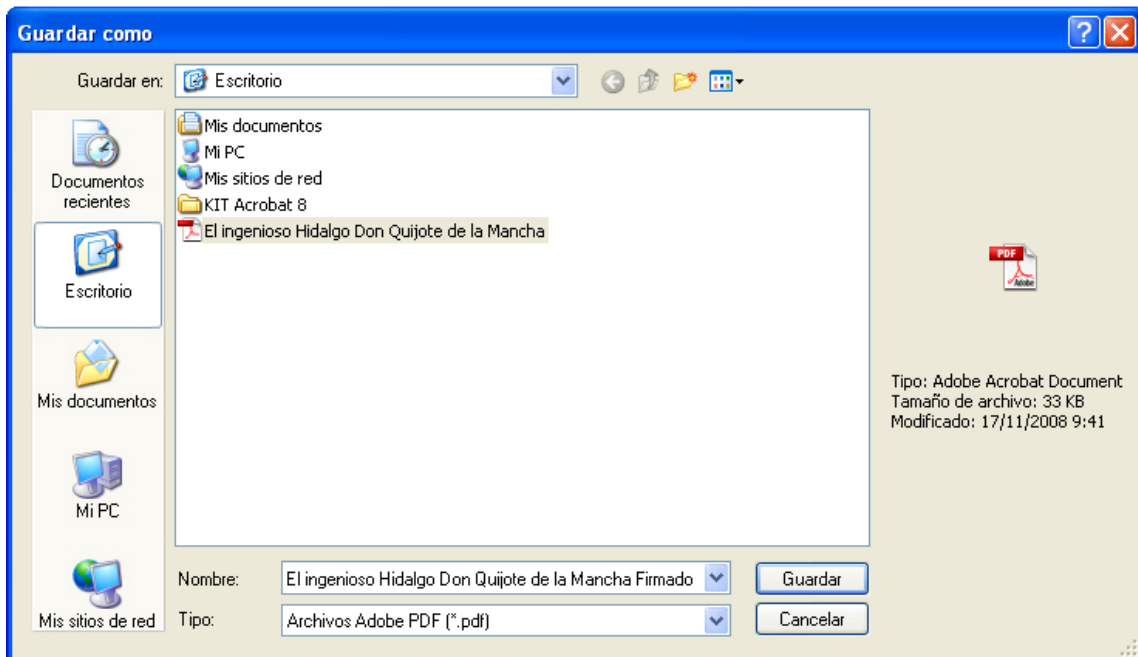 Guardar como
Guardar en:
Escritorio
Documentos
recientes
Escritorio
Mis documentos
Mi PC
Mis sitios de red
Mis documentos
Mi PC
Mis sitios de red
KIT Acrobat 8
El ingenioso Hidalgo Don Quijote de la Mancha
PDF
Adobe
Tipo: Adobe Acrobat Document
Tamaño de archivo: 33 KB
Modificado: 17/11/2008 9:41
Nombre:
El ingenioso Hidalgo Don Quijote de la Mancha Firmado
Guardar
Tipo:
Archivos Adobe PDF (*.pdf)
Cancelar